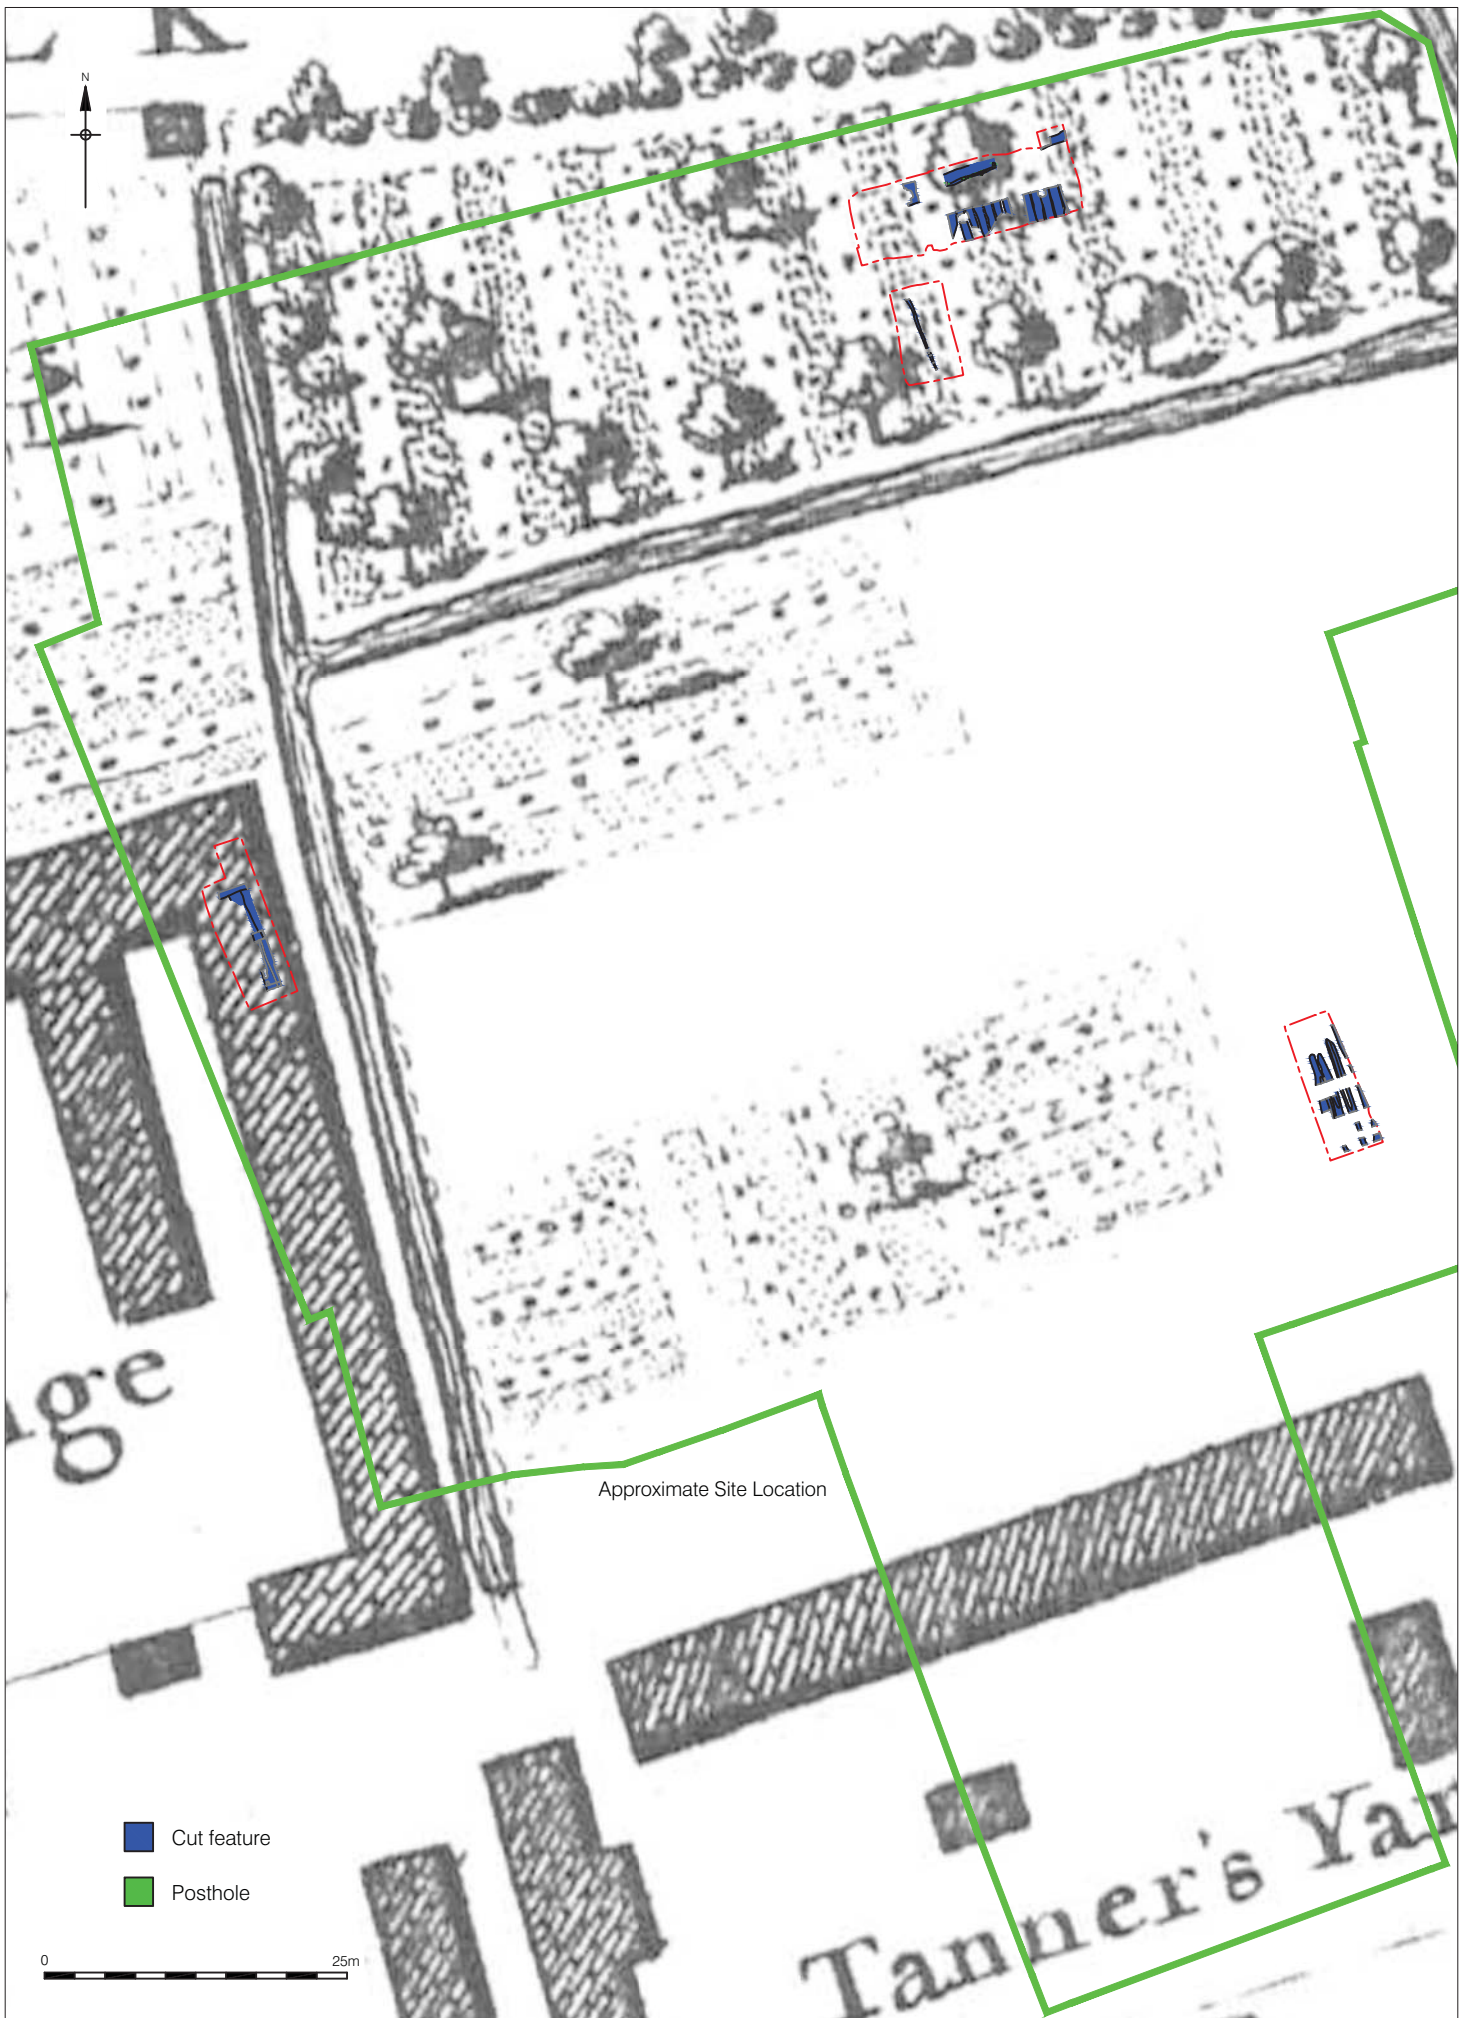 N
ge
Approximate Site Location
Cut feature
Posthole
0 25m
Tanner's Yar